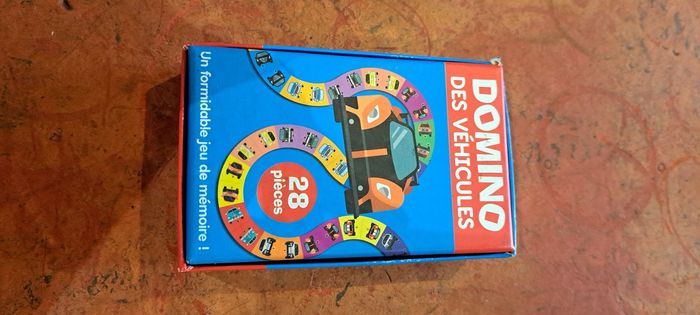 DOMINO
DES VÉHICULES
28
pièces
Un formidable jeu de mémoire !